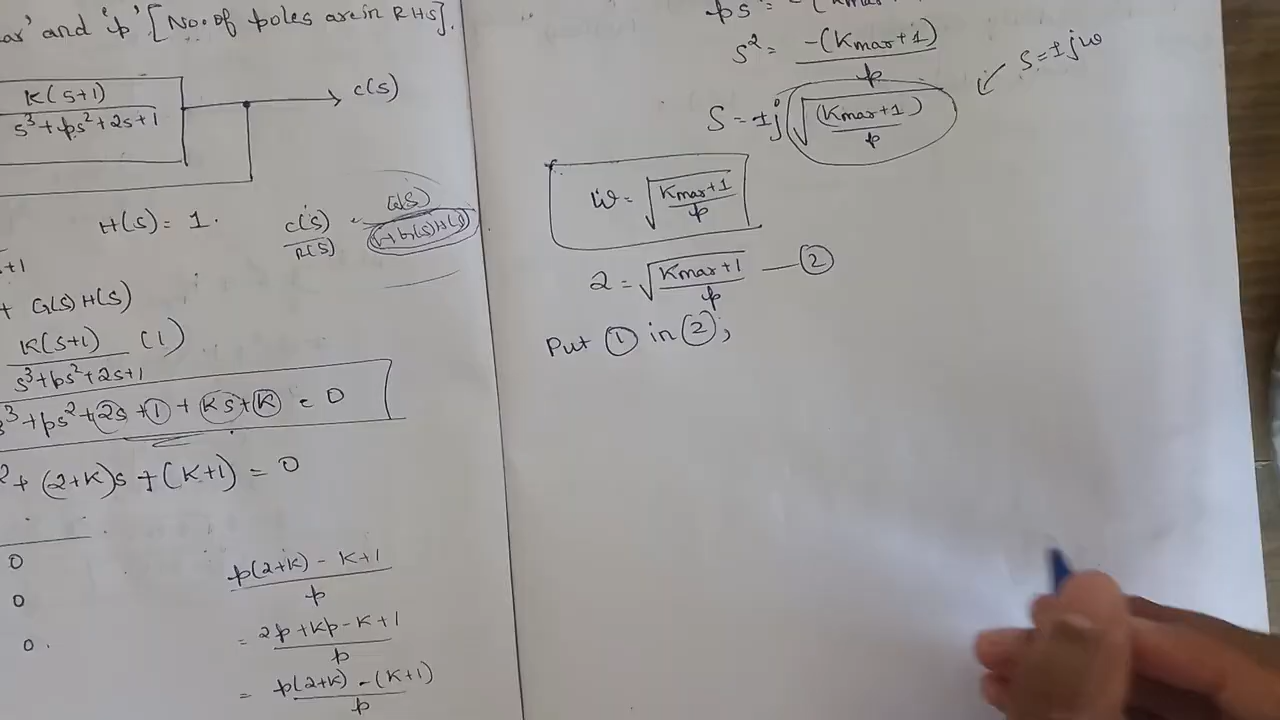 ar' and 'p' [No. of poles are in RHS].
K(s+1)
s³+ps²+2s+1
c(s)
H(s) = 1.
c(s)
R(s)
G(s)
1+G(s)H(s)
s+1
+ G(s)H(s)
K(s+1) (1)
s³+ps²+2s+1
s³+ps²+2s+1+Ks+K = 0
²+(2+K)s+(K+1) = 0
0
0
0.
p(2+K) - K+1
p
= 2p+Kp-K+1
p
= p(2+K) - (K+1)
p
s² = -(Kmar+1)
p
S = ±j√(Kmar+1)
p
S = ±jω
ω = √Kmar+1
p
2 = √Kmar+1 — ②
p
Put ① in ②,